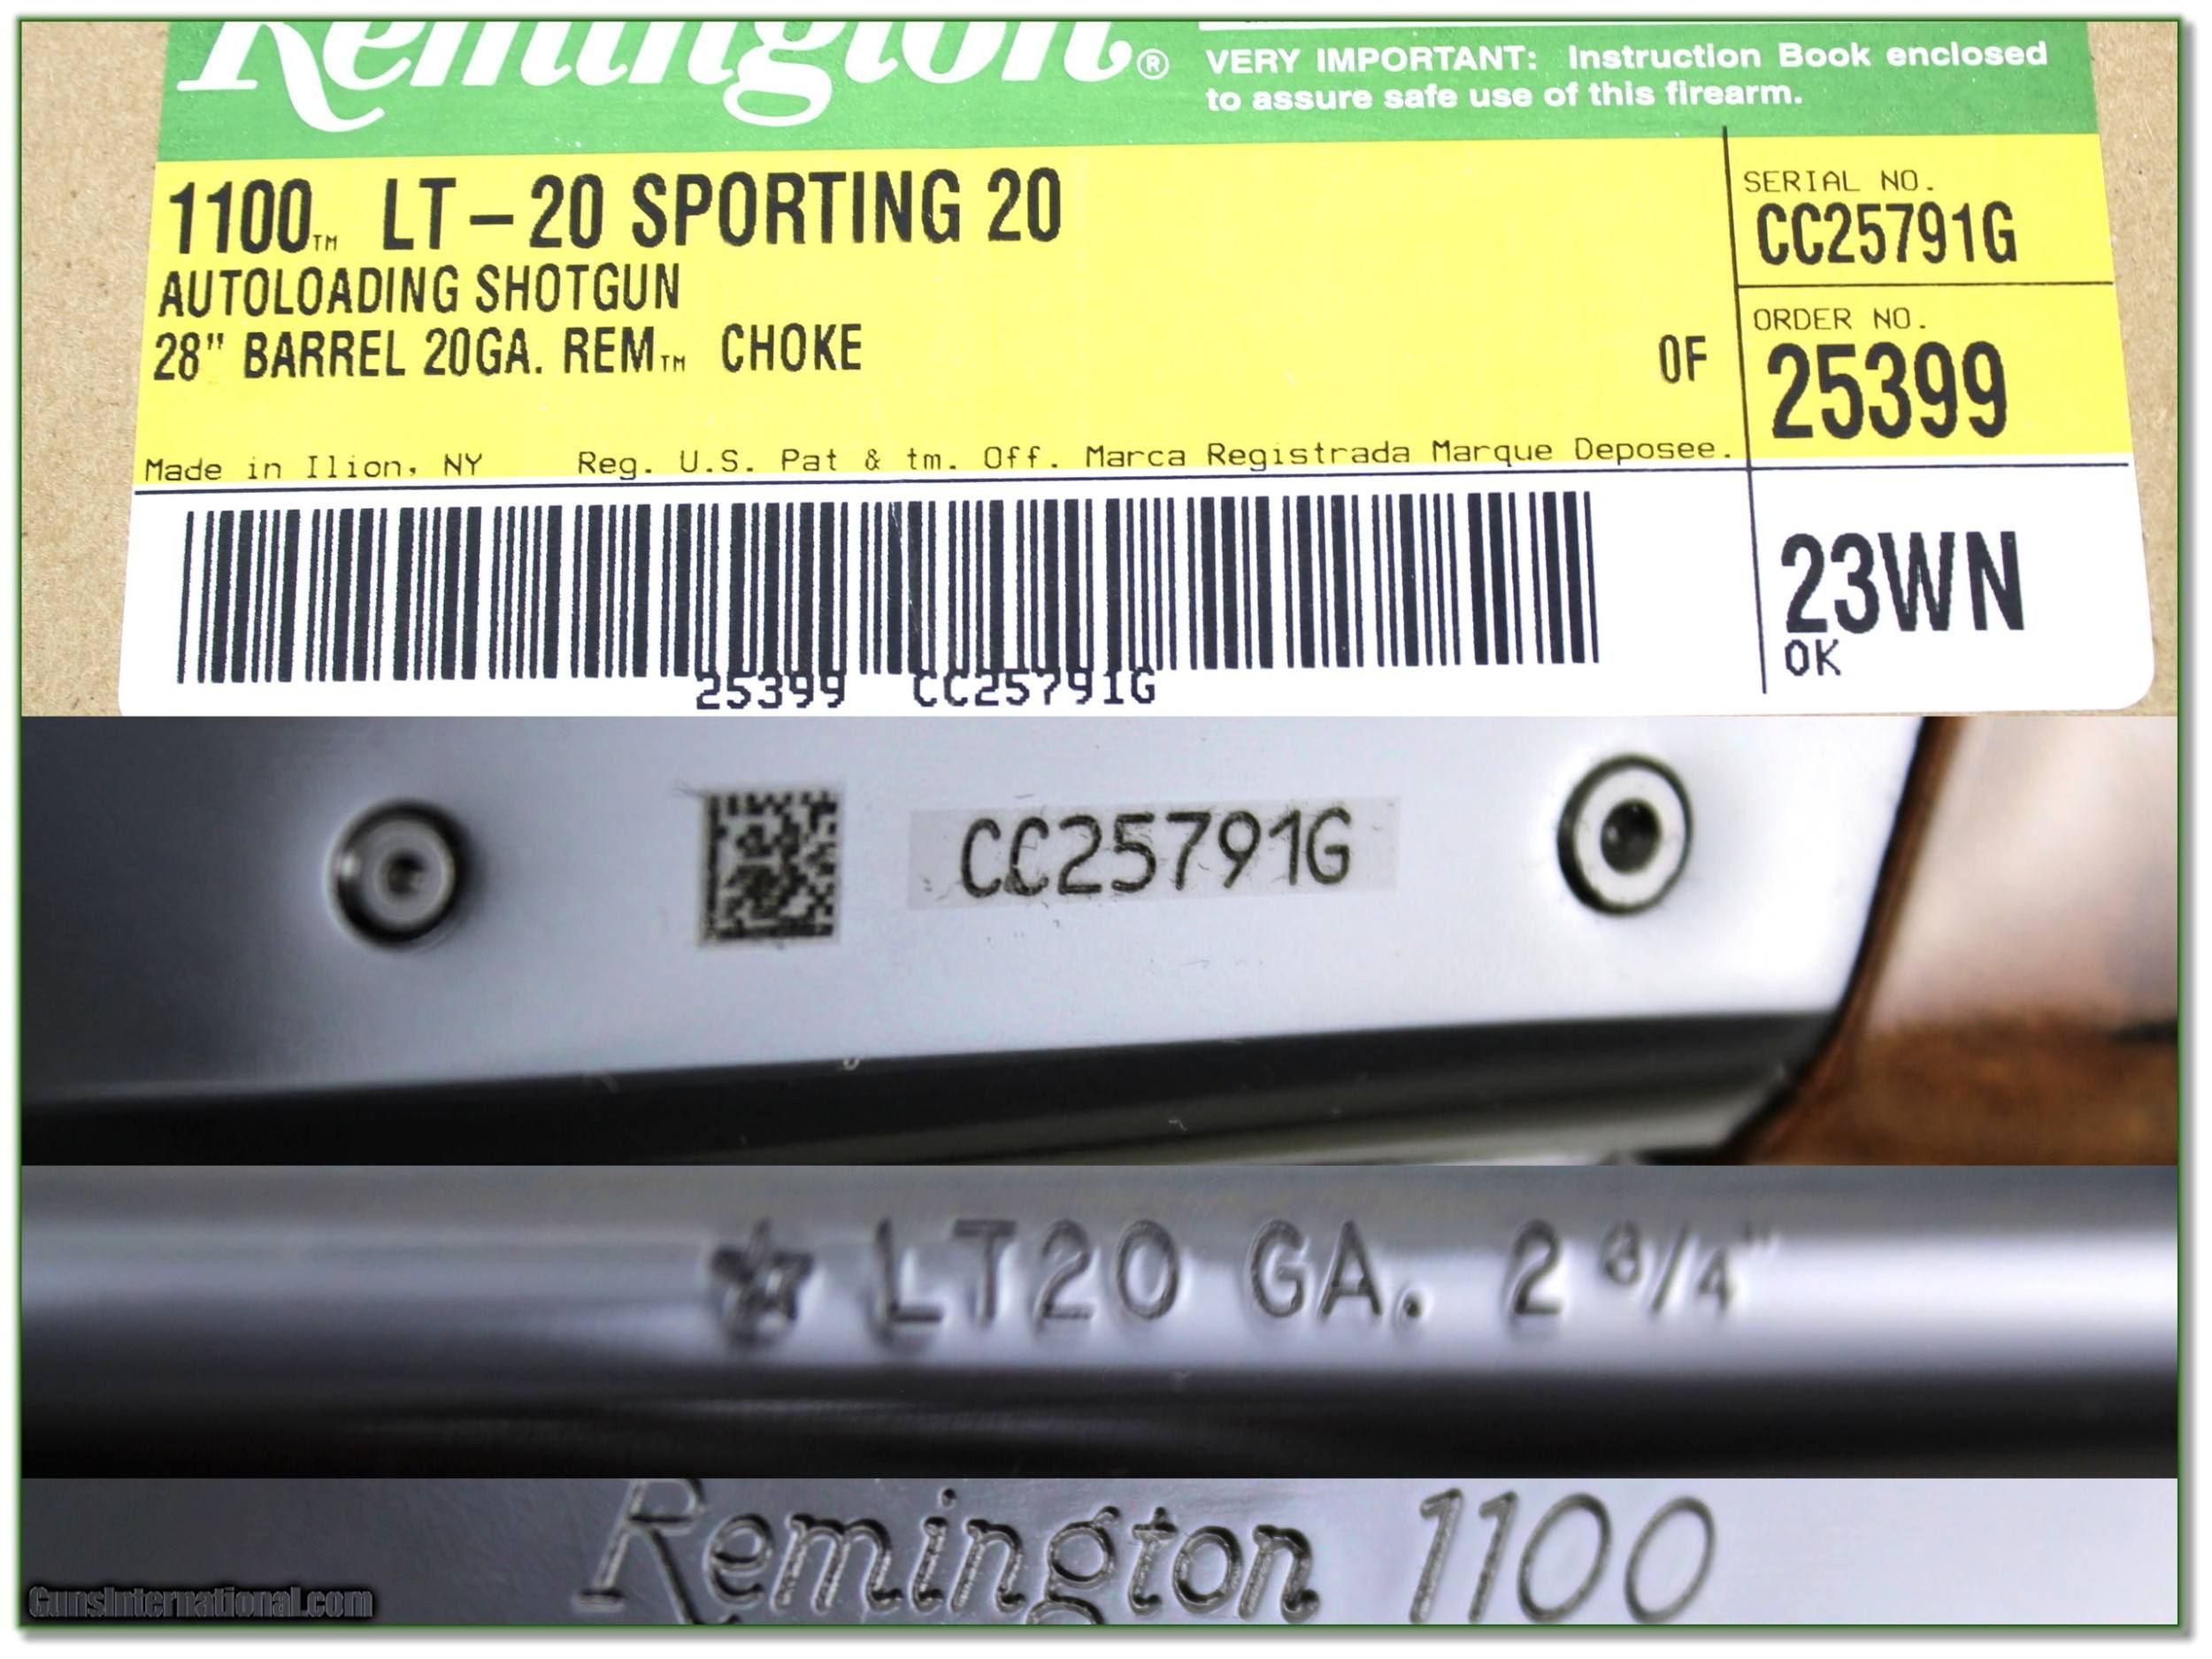 Remington®
VERY IMPORTANT: Instruction Book enclosed
to assure safe use of this firearm.
1100™ LT-20 SPORTING 20
AUTOLOADING SHOTGUN
28" BARREL 20GA. REM™ CHOKE
OF
SERIAL NO.
CC25791G
ORDER NO.
25399
Made in Ilion, NY Reg. U.S. Pat & tm. Off. Marca Registrada Marque Deposee.
23WN
OK
25399 CC25791G
CC25791G
LT20 GA. 2 3/4"
Remington 1100
GunsInternational.com